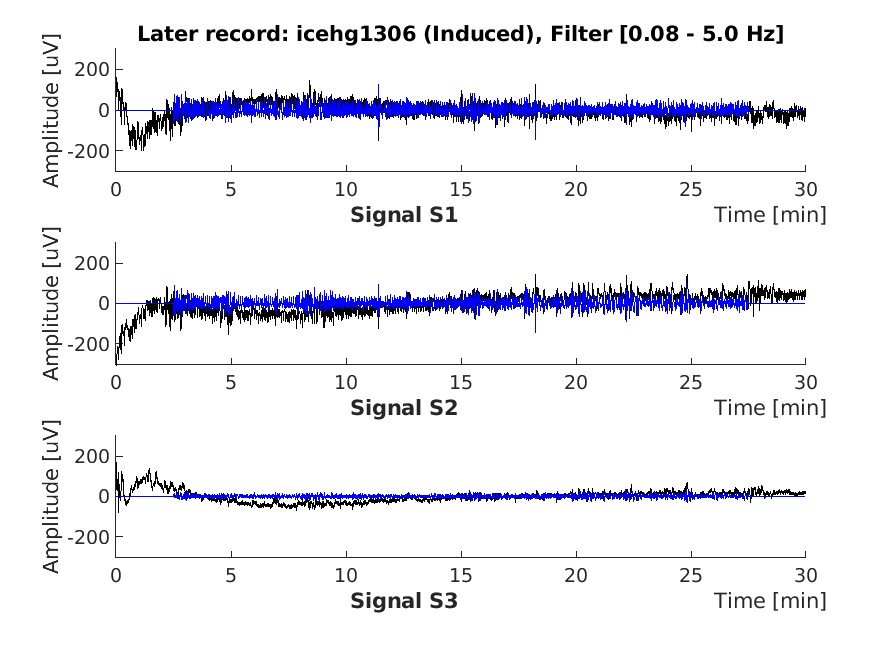 Later record: icehg1306 (Induced), Filter [0.08 - 5.0 Hz]
Amplitude [uV]
200
0
-200
0 5 10 15 20 25 30
Signal S1
Time [min]
Amplitude [uV]
200
0
-200
0 5 10 15 20 25 30
Signal S2
Time [min]
Amplitude [uV]
200
0
-200
0 5 10 15 20 25 30
Signal S3
Time [min]